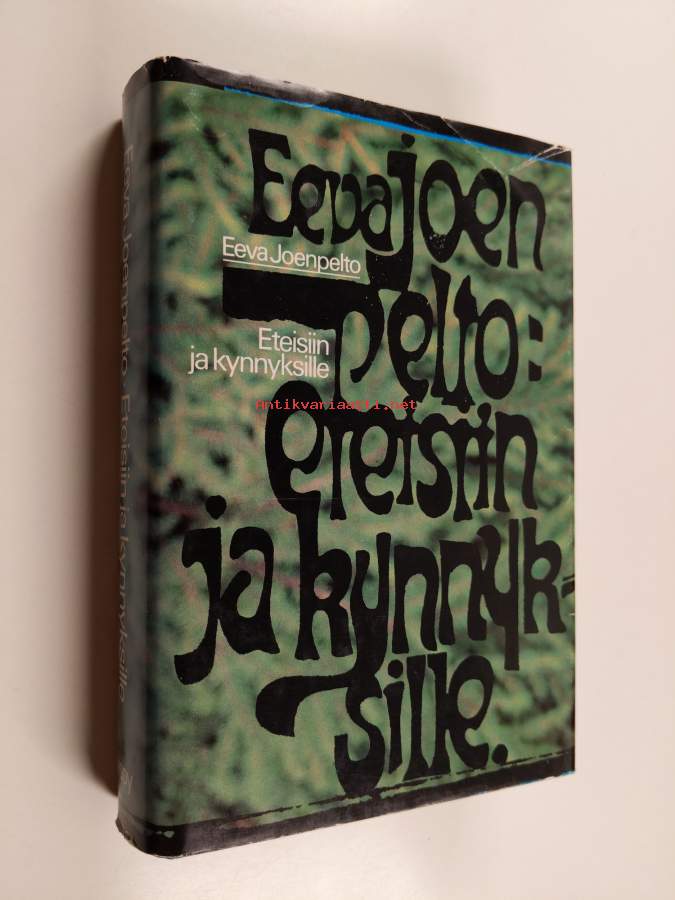 Eeva Joenpelto · Eteisiin ja kynnyksille
Eeva joen
pelto:
eteisiin
ja kynnyk-
sille.
Eeva Joenpelto
Eteisiin
ja kynnyksille
Antikvariaatti.net